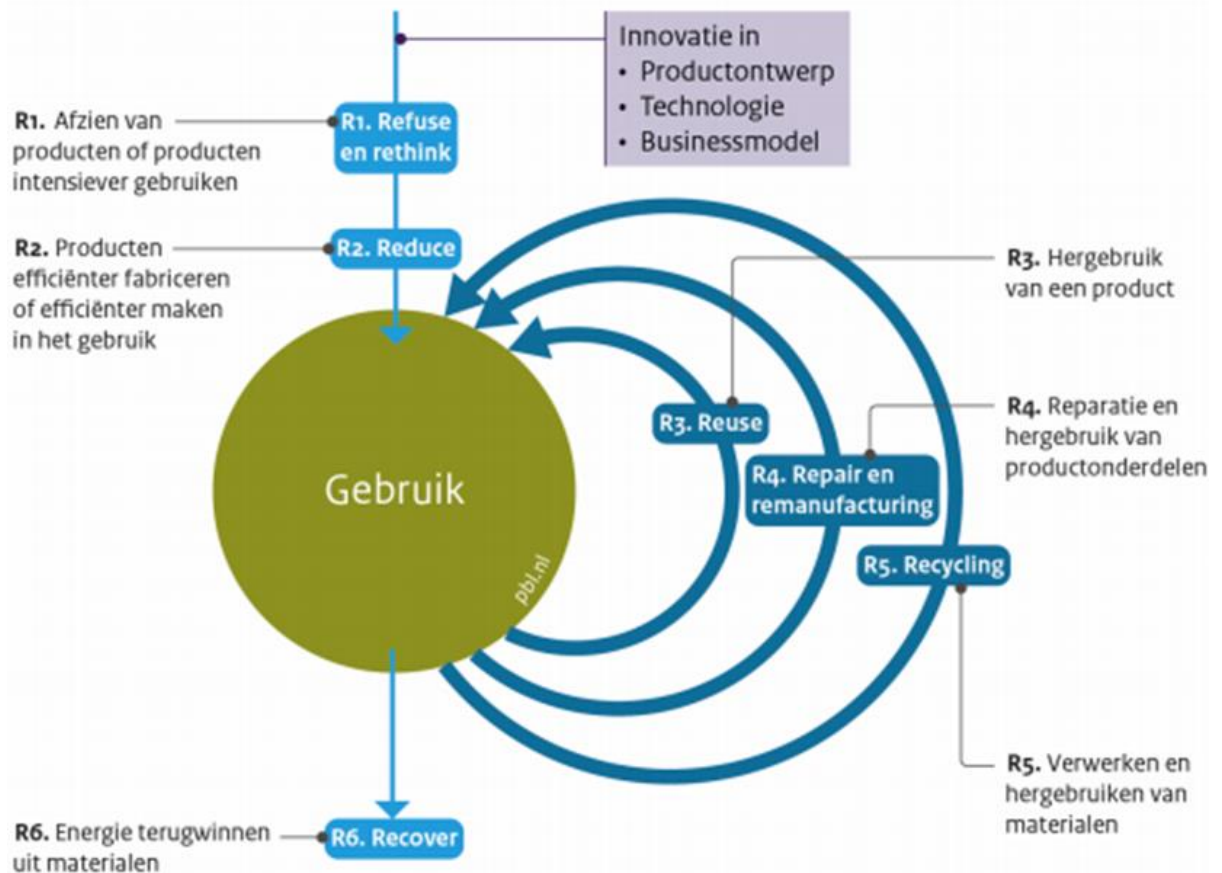 Innovatie in
• Productontwerp
• Technologie
• Businessmodel
R1. Afzien van
producten of producten
intensiever gebruiken
R1. Refuse
en rethink
R2. Producten
efficiënter fabriceren
of efficiënter maken
in het gebruik
R2. Reduce
R3. Hergebruik
van een product
R3. Reuse
R4. Reparatie en
hergebruik van
productonderdelen
R4. Repair en
remanufacturing
Gebruik
pbl.nl
R5. Recycling
R5. Verwerken en
hergebruiken van
materialen
R6. Energie terugwinnen
uit materialen
R6. Recover